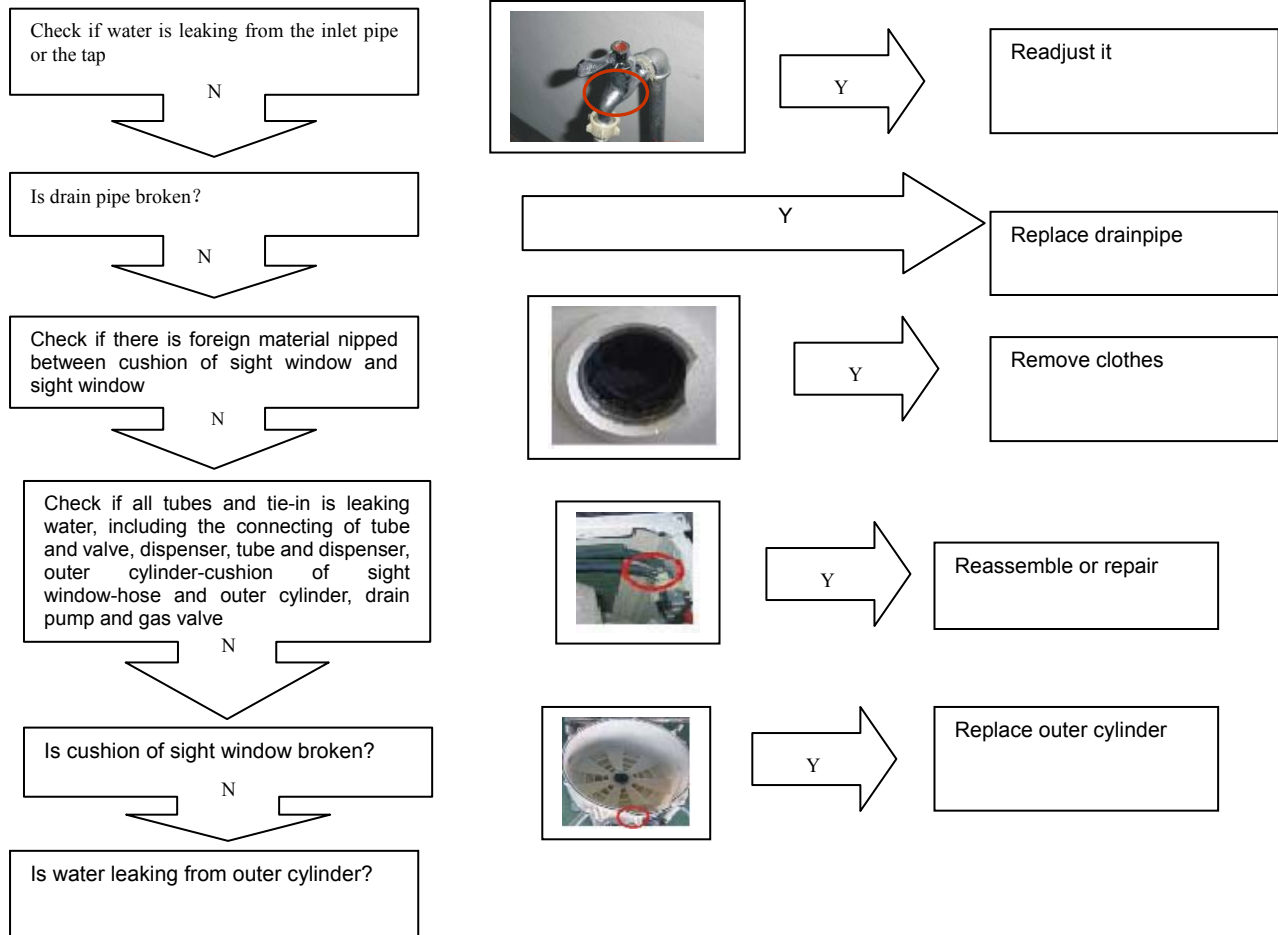 Check if water is leaking from the inlet pipe
or the tap
N
Y
Readjust it
Is drain pipe broken?
N
Y
Replace drainpipe
Check if there is foreign material nipped
between cushion of sight window and
sight window
N
Y
Remove clothes
Check if all tubes and tie-in is leaking
water, including the connecting of tube
and valve, dispenser, tube and dispenser,
outer cylinder-cushion of sight
window-hose and outer cylinder, drain
pump and gas valve
N
Y
Reassemble or repair
Is cushion of sight window broken?
N
Y
Replace outer cylinder
Is water leaking from outer cylinder?